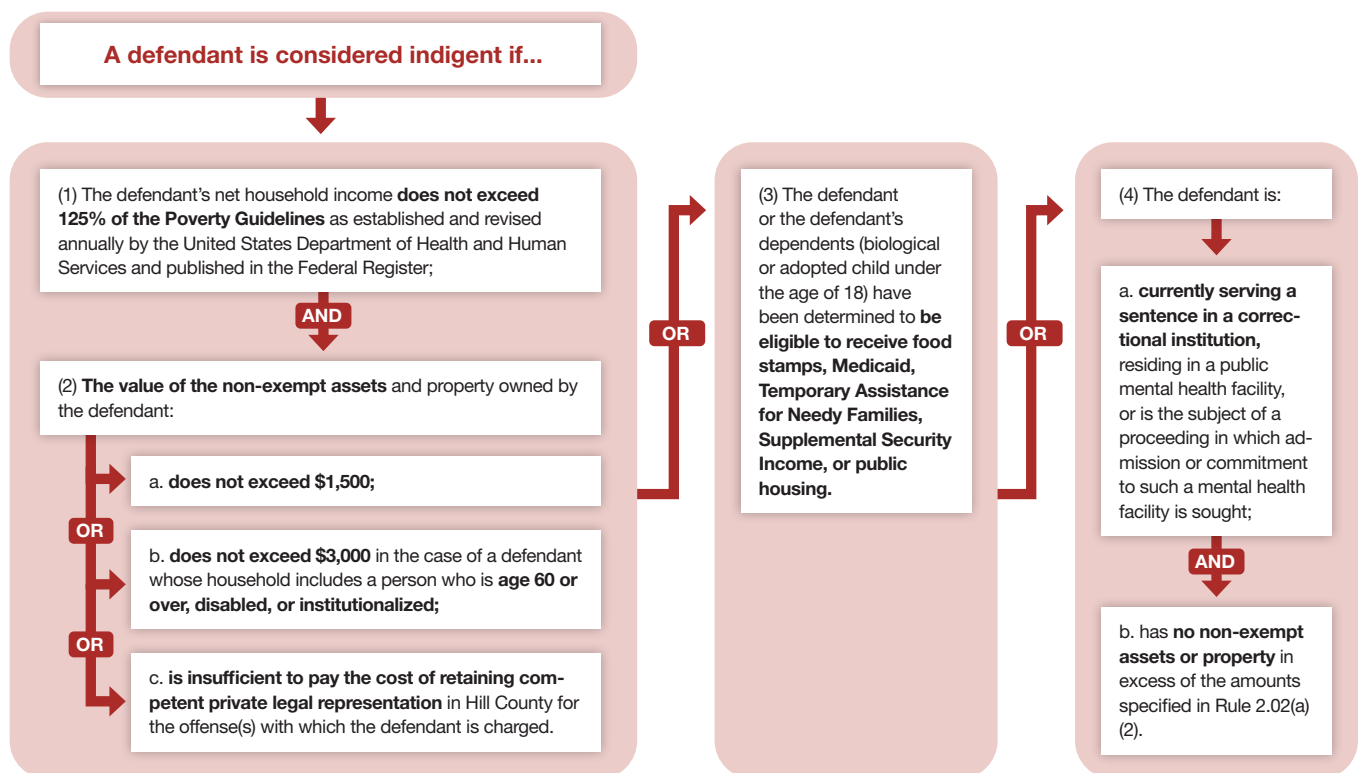 A defendant is considered indigent if...
(1) The defendant’s net household income does not exceed
125% of the Poverty Guidelines as established and revised
annually by the United States Department of Health and Human
Services and published in the Federal Register;
AND
(2) The value of the non-exempt assets and property owned by
the defendant:
a. does not exceed $1,500;
OR
b. does not exceed $3,000 in the case of a defendant
whose household includes a person who is age 60 or
over, disabled, or institutionalized;
OR
c. is insufficient to pay the cost of retaining com-
petent private legal representation in Hill County for
the offense(s) with which the defendant is charged.
OR
(3) The defendant
or the defendant’s
dependents (biological
or adopted child under
the age of 18) have
been determined to be
eligible to receive food
stamps, Medicaid,
Temporary Assistance
for Needy Families,
Supplemental Security
Income, or public
housing.
OR
(4) The defendant is:
a. currently serving a
sentence in a correc-
tional institution,
residing in a public
mental health facility,
or is the subject of a
proceeding in which ad-
mission or commitment
to such a mental health
facility is sought;
AND
b. has no non-exempt
assets or property in
excess of the amounts
specified in Rule 2.02(a)
(2).